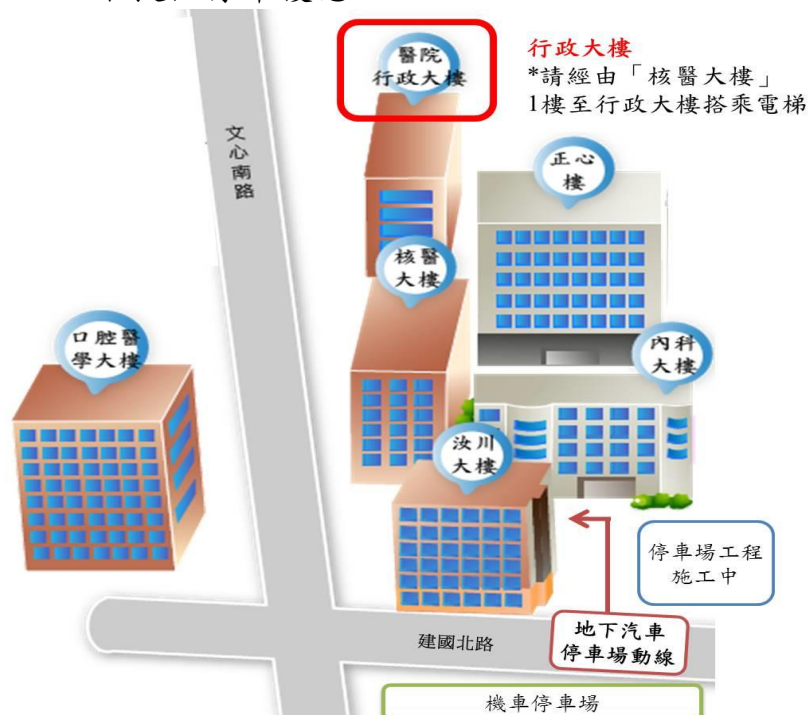 醫院
行政大樓
行政大樓
*請經由「核醫大樓」
1樓至行政大樓搭乘電梯
文心南路
正心
樓
核醫
大樓
口腔醫
學大樓
內科
大樓
汝川
大樓
停車場工程
施工中
地下汽車
停車場動線
建國北路
機車停車場